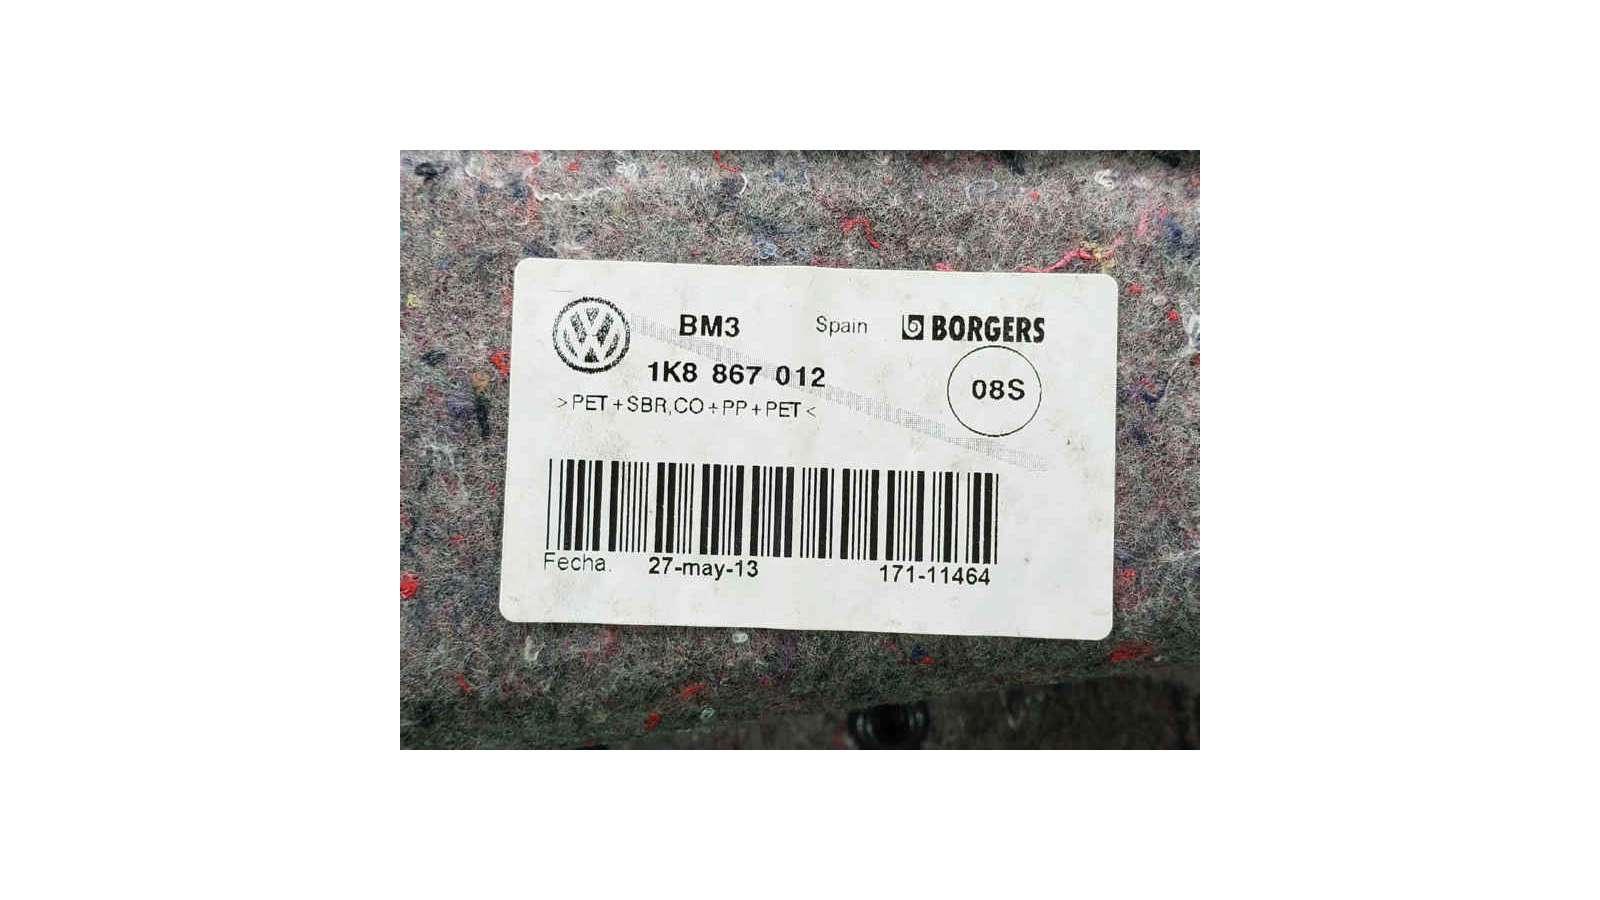 BM3 Spain BORGERS
1K8 867 012
08S
>PET+SBR,CO+PP+PET<
Fecha. 27-may-13 171-11464